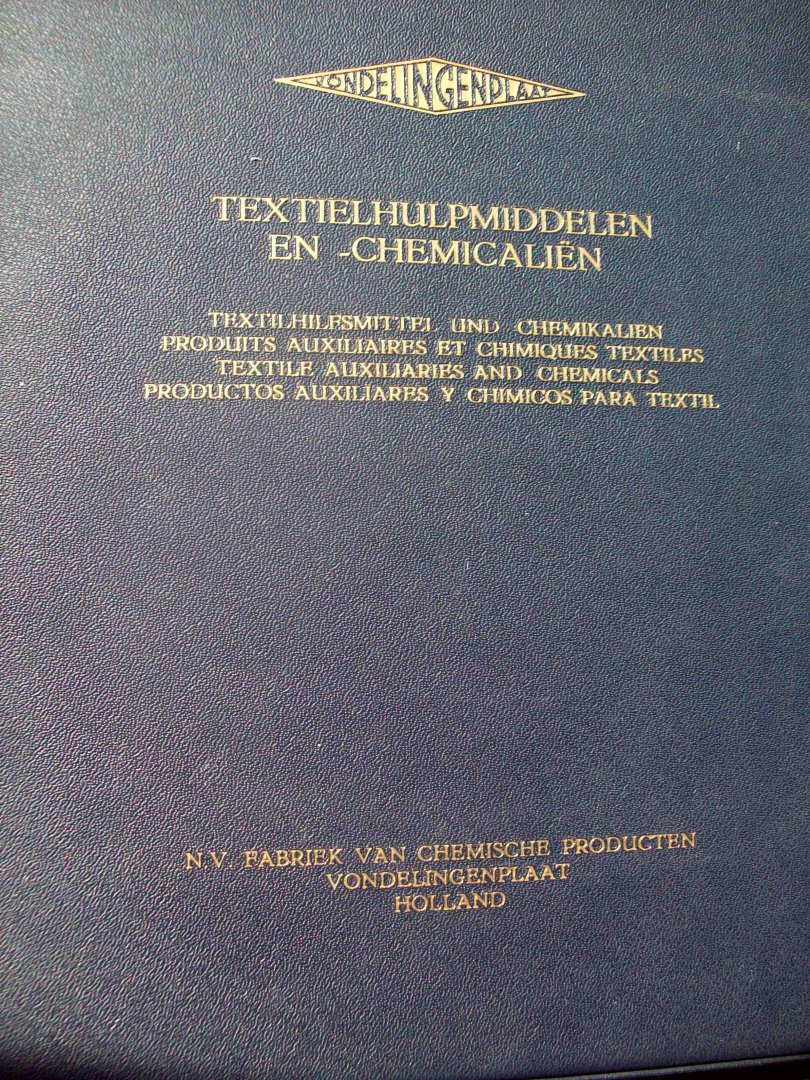 VONDELINGENPLAAT
TEXTIELHULPMIDDELEN
EN -CHEMICALIËN
TEXTILHILFSMITTEL UND CHEMIKALIEN
PRODUITS AUXILIAIRES ET CHIMIQUES TEXTILES
TEXTILE AUXILIARIES AND CHEMICALS
PRODUCTOS AUXILIARES Y CHIMICOS PARA TEXTIL
N.V. FABRIEK VAN CHEMISCHE PRODUCTEN
VONDELINGENPLAAT
HOLLAND